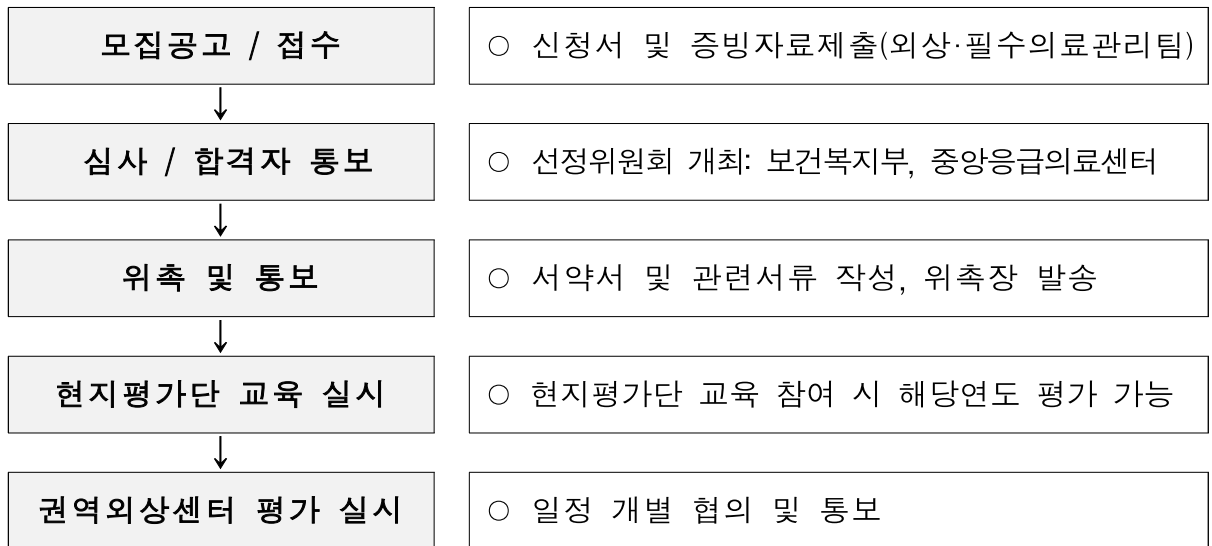 모집공고 / 접수
○ 신청서 및 증빙자료제출(외상·필수의료관리팀)
심사 / 합격자 통보
○ 선정위원회 개최: 보건복지부, 중앙응급의료센터
위촉 및 통보
○ 서약서 및 관련서류 작성, 위촉장 발송
현지평가단 교육 실시
○ 현지평가단 교육 참여 시 해당연도 평가 가능
권역외상센터 평가 실시
○ 일정 개별 협의 및 통보